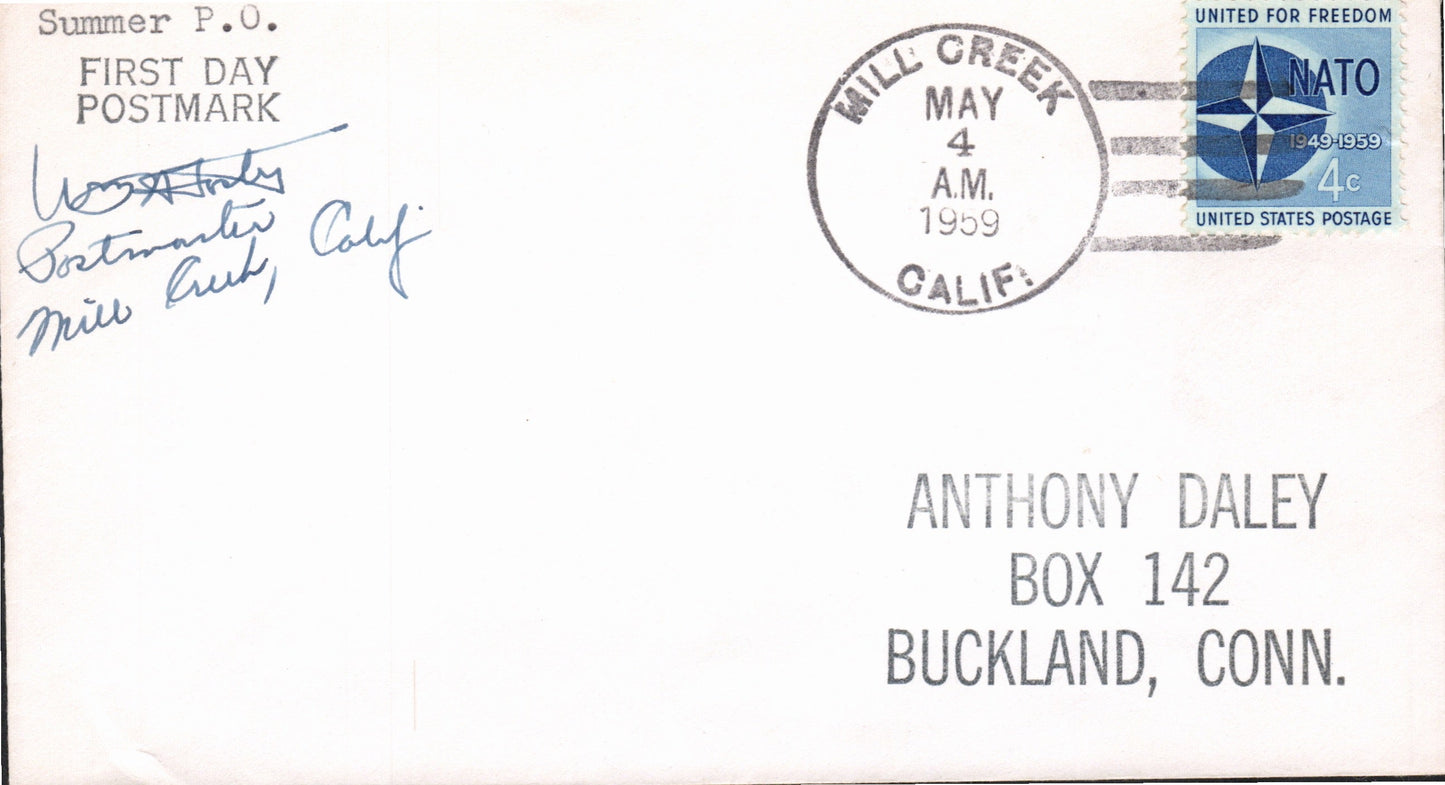 Summer P.O.
FIRST DAY
POSTMARK
Postmaster
Mill Creek, Calif
MILL CREEK
MAY
4
A.M.
1959
CALIF.
UNITED FOR FREEDOM
NATO
1949-1959
4c
UNITED STATES POSTAGE
ANTHONY DALEY
BOX 142
BUCKLAND, CONN.